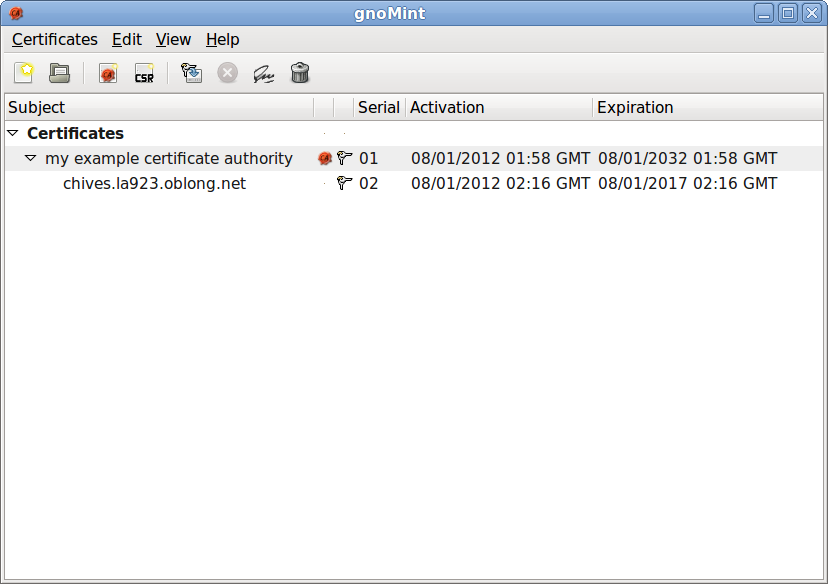 gnoMint
Certificates Edit View Help
CSR
Subject Serial Activation Expiration
Certificates
my example certificate authority 01 08/01/2012 01:58 GMT 08/01/2032 01:58 GMT
chives.la923.oblong.net 02 08/01/2012 02:16 GMT 08/01/2017 02:16 GMT